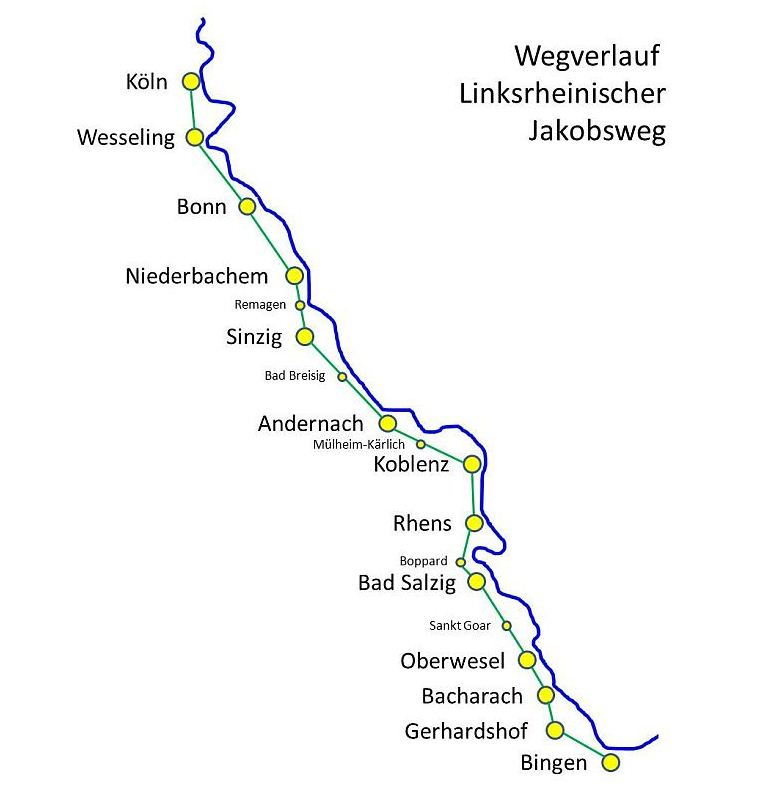 Wegverlauf
Linksrheinischer
Jakobsweg
Köln
Wesseling
Bonn
Niederbachem
Remagen
Sinzig
Bad Breisig
Andernach
Mülheim-Kärlich
Koblenz
Rhens
Boppard
Bad Salzig
Sankt Goar
Oberwesel
Bacharach
Gerhardshof
Bingen